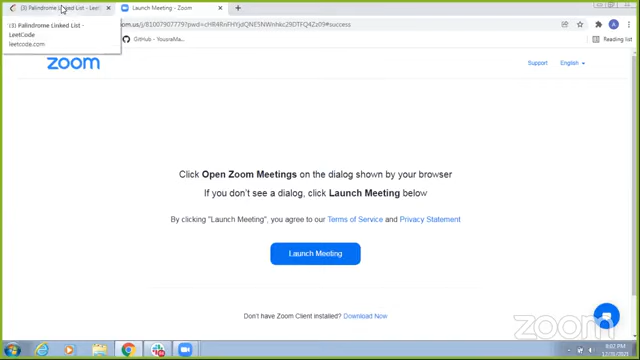 (3) Palindrome Linked List - Leet
Launch Meeting - Zoom
(3) Palindrome Linked List -
LeetCode
leetcode.com
GitHub - YousraMa...
Reading list
zoom
Support
English
Click Open Zoom Meetings on the dialog shown by your browser
If you don't see a dialog, click Launch Meeting below
By clicking "Launch Meeting", you agree to our Terms of Service and Privacy Statement
Launch Meeting
Don't have Zoom Client installed? Download Now
zoom